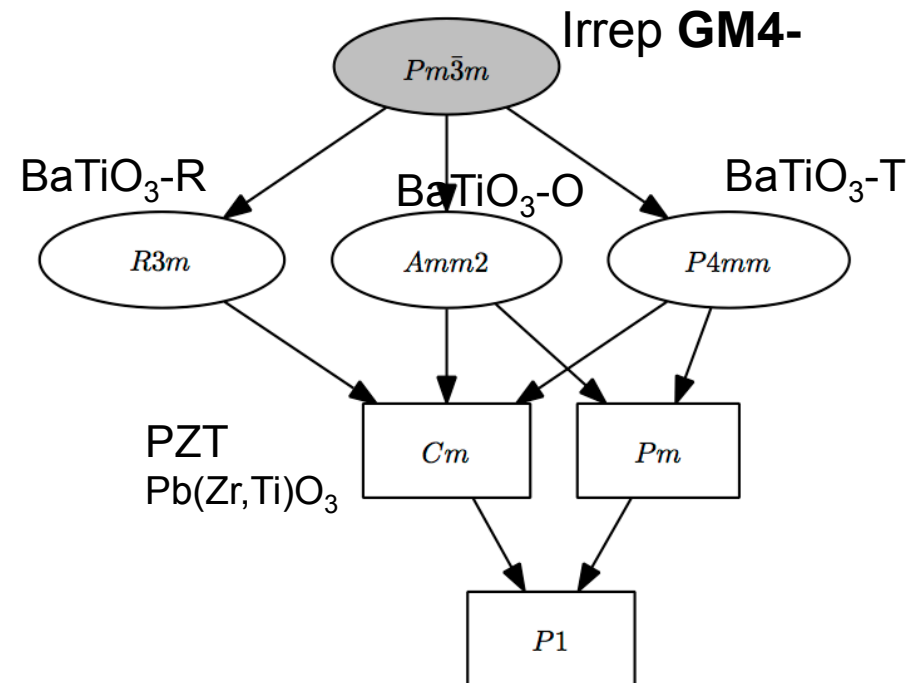 Irrep GM4-
Pm3̄m
BaTiO₃-R
BaTiO₃-O
BaTiO₃-T
R3m
Amm2
P4mm
PZT
Pb(Zr,Ti)O₃
Cm
Pm
P1